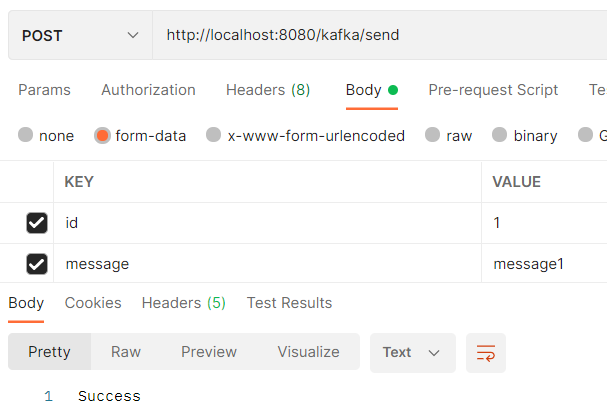 POST http://localhost:8080/kafka/send
Params Authorization Headers (8) Body Pre-request Script Te
none form-data x-www-form-urlencoded raw binary G
KEY VALUE
id 1
message message1
Body Cookies Headers (5) Test Results
Pretty Raw Preview Visualize Text
1 Success